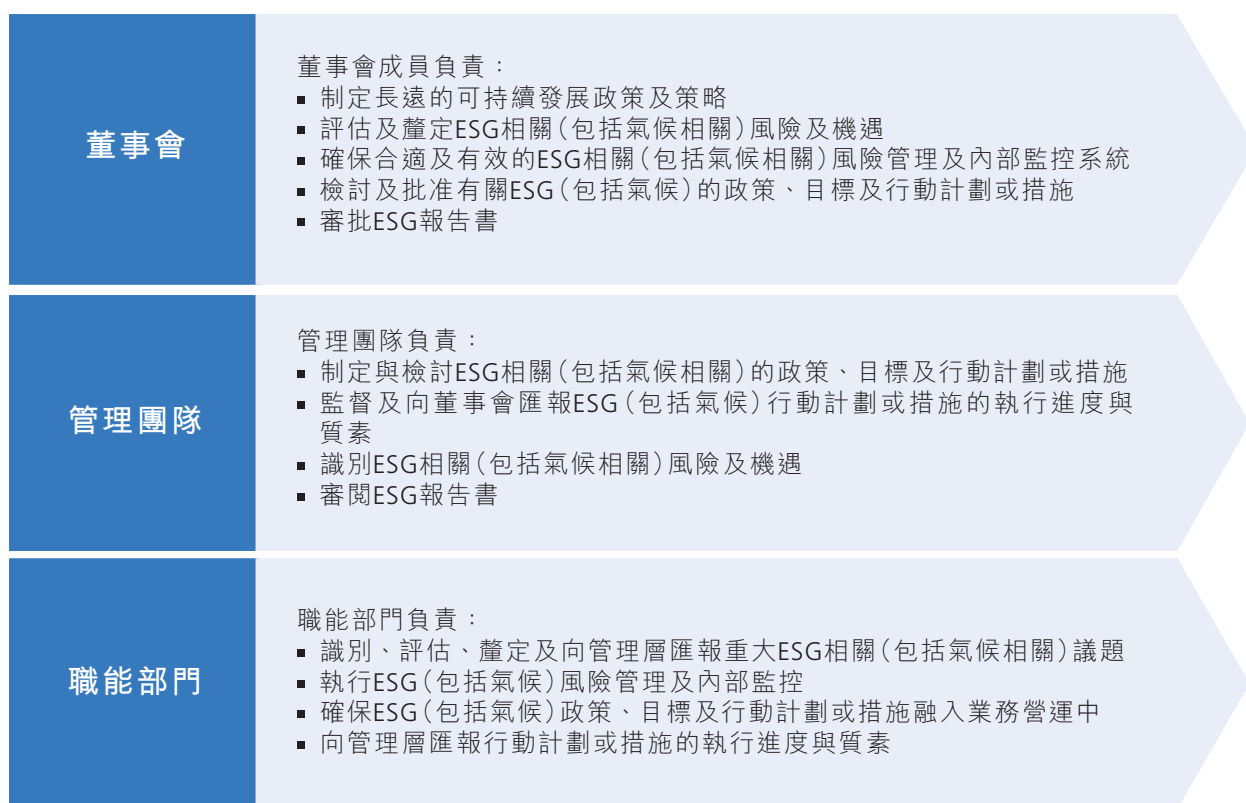 董事會
董事會成員負責：
▪ 制定長遠的可持續發展政策及策略
▪ 評估及釐定ESG相關(包括氣候相關)風險及機遇
▪ 確保合適及有效的ESG相關(包括氣候相關)風險管理及內部監控系統
▪ 檢討及批准有關ESG(包括氣候)的政策、目標及行動計劃或措施
▪ 審批ESG報告書
管理團隊
管理團隊負責：
▪ 制定與檢討ESG相關(包括氣候相關)的政策、目標及行動計劃或措施
▪ 監督及向董事會匯報ESG(包括氣候)行動計劃或措施的執行進度與
質素
▪ 識別ESG相關(包括氣候相關)風險及機遇
▪ 審閱ESG報告書
職能部門
職能部門負責：
▪ 識別、評估、釐定及向管理層匯報重大ESG相關(包括氣候相關)議題
▪ 執行ESG(包括氣候)風險管理及內部監控
▪ 確保ESG(包括氣候)政策、目標及行動計劃或措施融入業務營運中
▪ 向管理層匯報行動計劃或措施的執行進度與質素